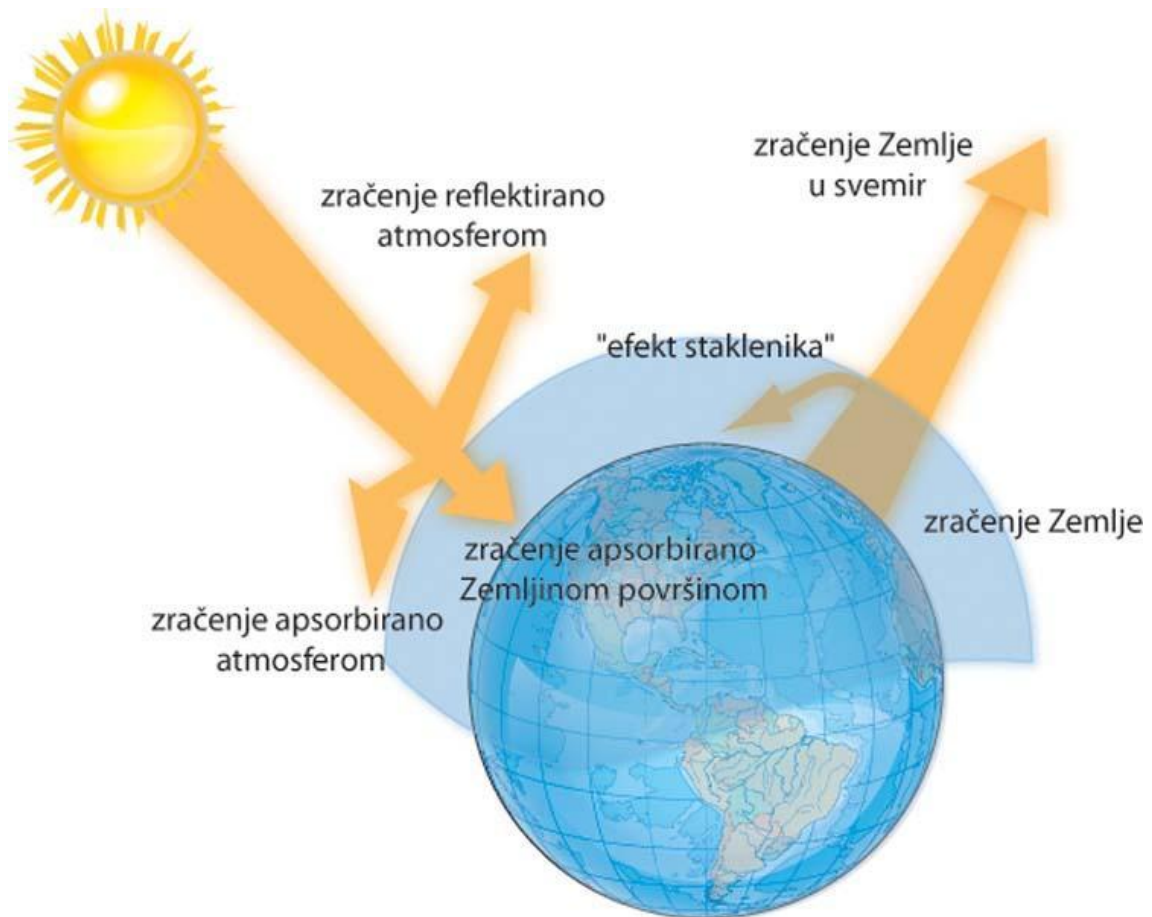 zračenje Zemlje
u svemir
zračenje reflektirano
atmosferom
"efekt staklenika"
zračenje Zemlje
zračenje apsorbirano
Zemljinom površinom
zračenje apsorbirano
atmosferom